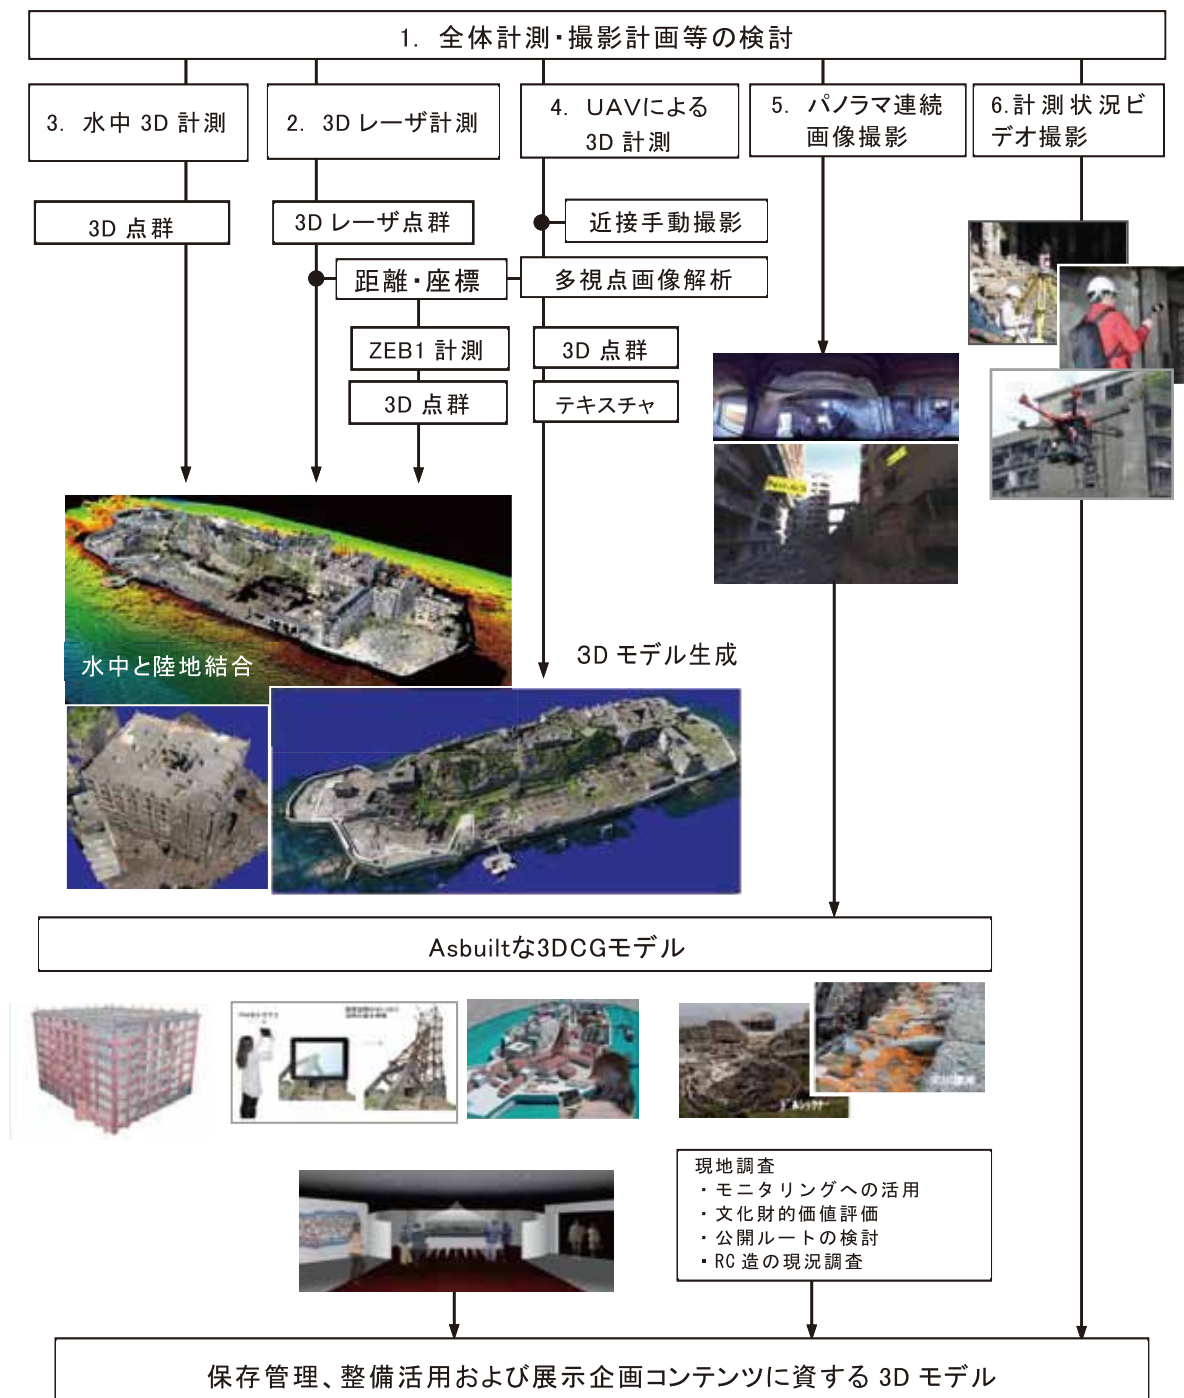 1. 全体計測・撮影計画等の検討
3. 水中 3D 計測
2. 3D レーザ計測
4. UAVによる
3D 計測
5. パノラマ連続
画像撮影
6.計測状況ビ
デオ撮影
3D 点群
3D レーザ点群
近接手動撮影
距離・座標
多視点画像解析
ZEB1 計測
3D 点群
3D 点群
テキスチャ
水中と陸地結合
3D モデル生成
Asbuiltな3DCGモデル
現地調査
・モニタリングへの活用
・文化財的価値評価
・公開ルートの検討
・RC 造の現況調査
保存管理、整備活用および展示企画コンテンツに資する 3D モデル